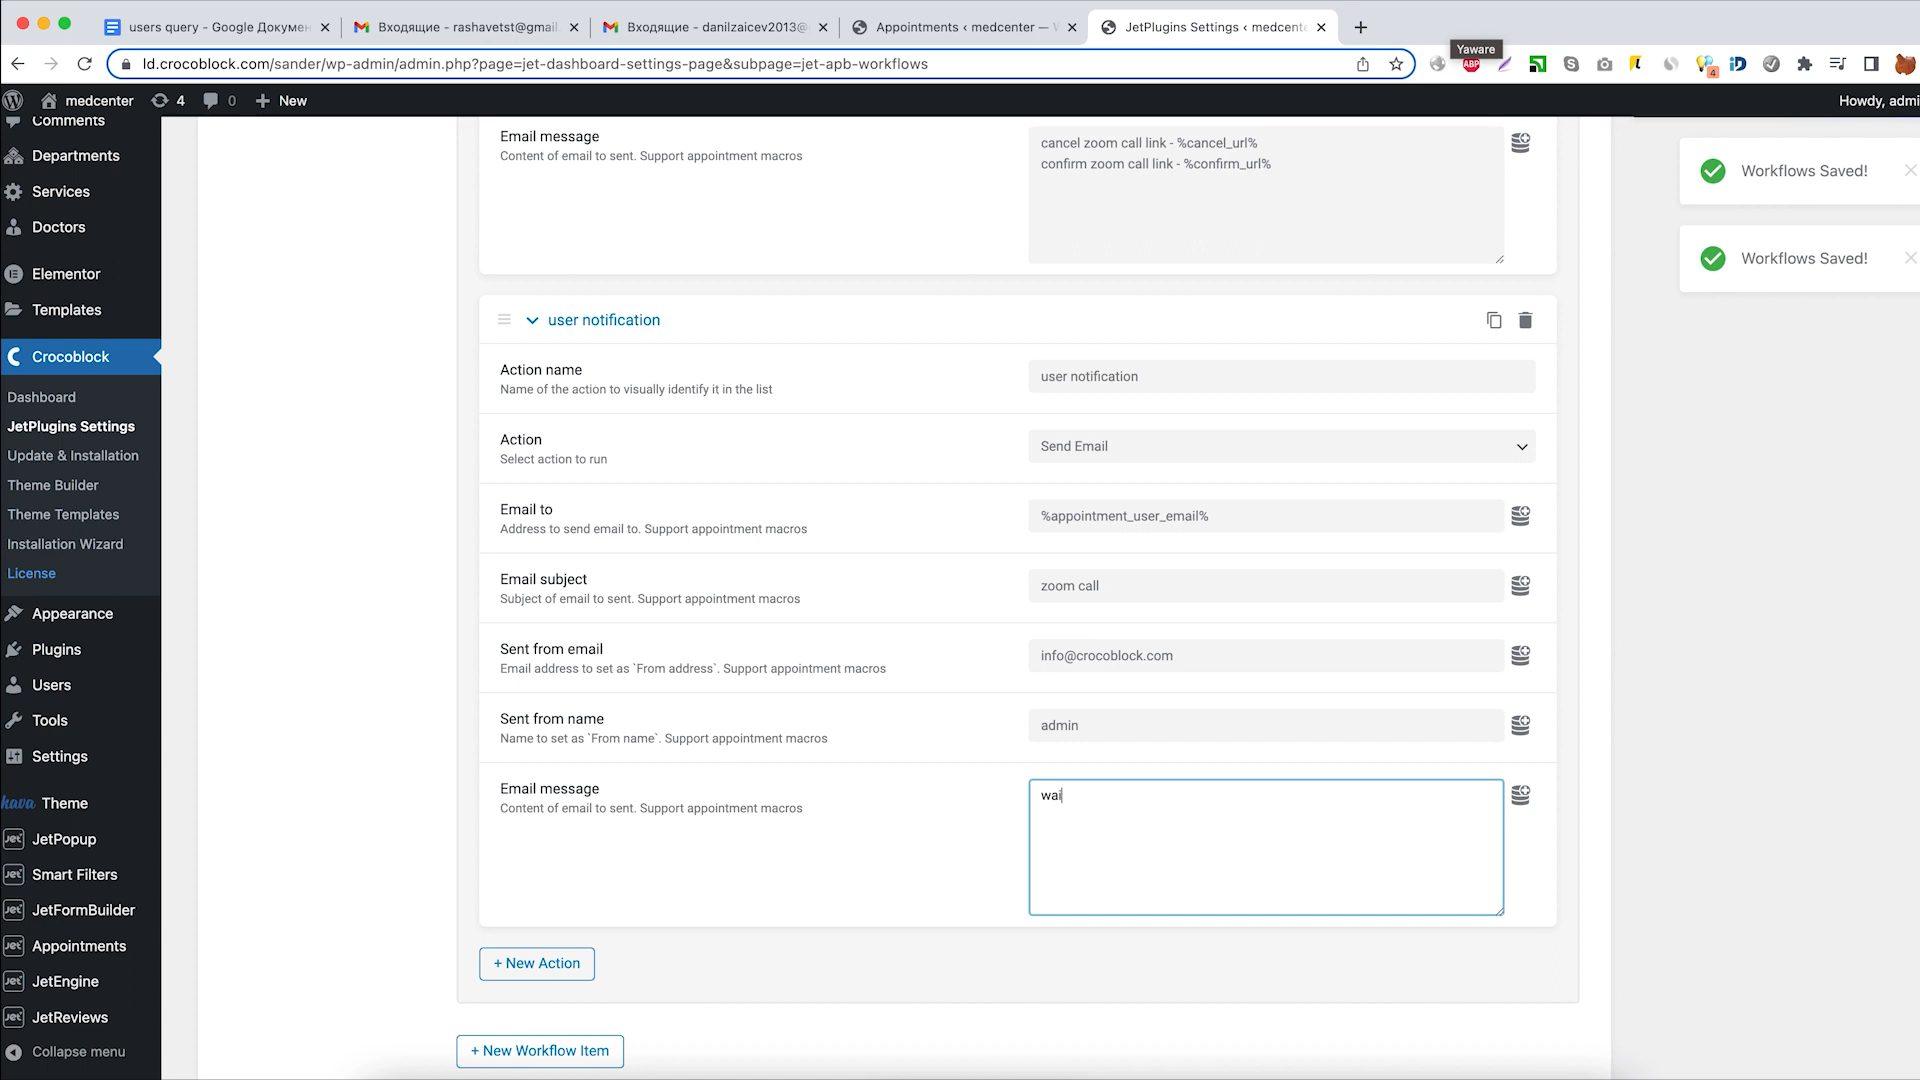 users query - Google Докумен
Входящие - rashavetst@gmail.
Входящие - danilzaicev2013@
Appointments ‹ medcenter — W
JetPlugins Settings ‹ medcente
Yaware
ld.crocoblock.com/sander/wp-admin/admin.php?page=jet-dashboard-settings-page&subpage=jet-apb-workflows
ABP
4
medcenter
4
0
New
Howdy, admi
Comments
Departments
Services
Doctors
Elementor
Templates
Crocoblock
Dashboard
JetPlugins Settings
Update & Installation
Theme Builder
Theme Templates
Installation Wizard
License
Appearance
Plugins
Users
Tools
Settings
kava Theme
Jet JetPopup
Jet Smart Filters
Jet JetFormBuilder
Jet Appointments
Jet JetEngine
Jet JetReviews
Collapse menu
Email message
Content of email to sent. Support appointment macros
cancel zoom call link - %cancel_url%
confirm zoom call link - %confirm_url%
user notification
Action name
Name of the action to visually identify it in the list
user notification
Action
Select action to run
Send Email
Email to
Address to send email to. Support appointment macros
%appointment_user_email%
Email subject
Subject of email to sent. Support appointment macros
zoom call
Sent from email
Email address to set as `From address`. Support appointment macros
info@crocoblock.com
Sent from name
Name to set as `From name`. Support appointment macros
admin
Email message
Content of email to sent. Support appointment macros
wai
+ New Action
+ New Workflow Item
Workflows Saved!
Workflows Saved!